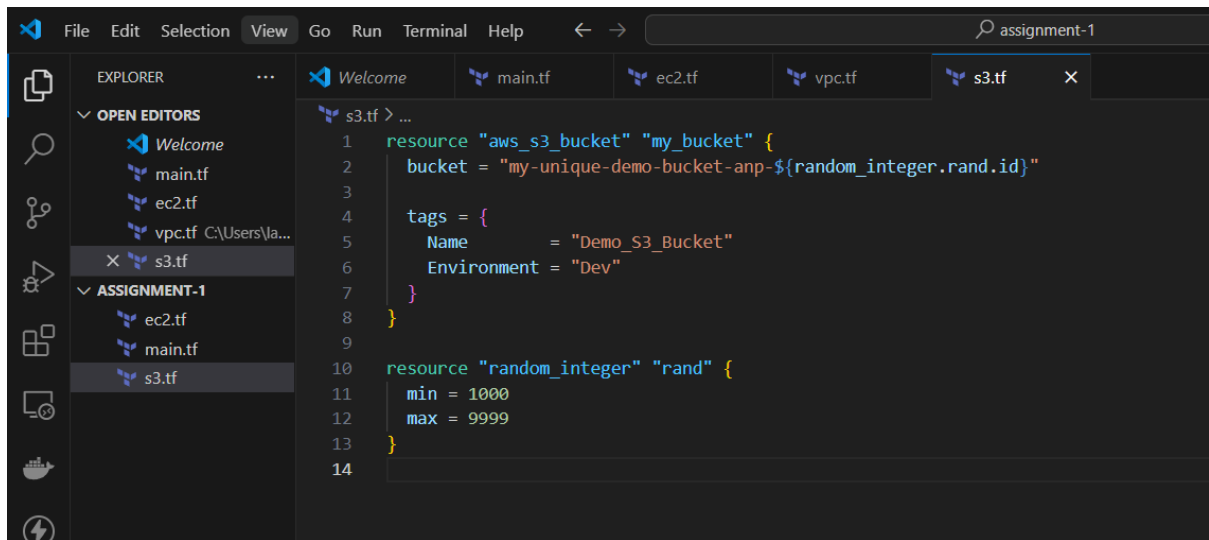 File Edit Selection View Go Run Terminal Help assignment-1
EXPLORER ...
Welcome main.tf ec2.tf vpc.tf s3.tf
OPEN EDITORS
Welcome
main.tf
ec2.tf
vpc.tf C:\Users\la...
s3.tf
ASSIGNMENT-1
ec2.tf
main.tf
s3.tf
s3.tf > ...
1 resource "aws_s3_bucket" "my_bucket" {
2 bucket = "my-unique-demo-bucket-anp-${random_integer.rand.id}"
3
4 tags = {
5 Name        = "Demo_S3_Bucket"
6 Environment = "Dev"
7 }
8 }
9
10 resource "random_integer" "rand" {
11 min = 1000
12 max = 9999
13 }
14